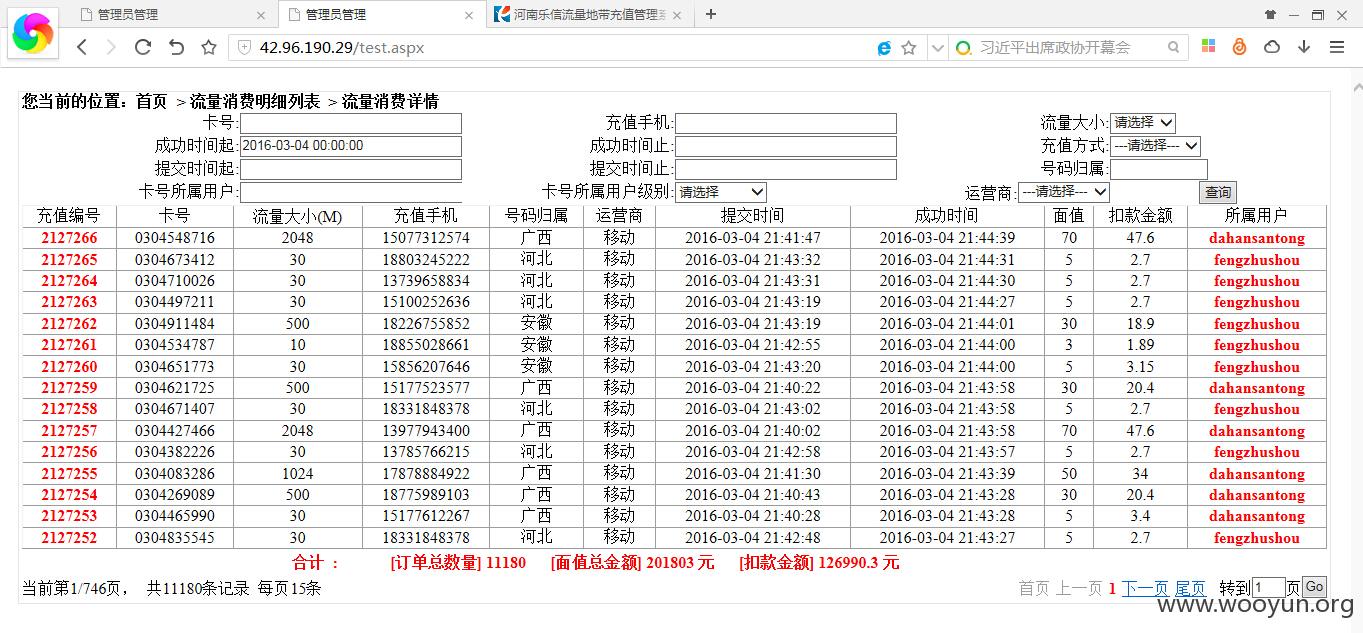 管理员管理
管理员管理
河南乐信流量地带充值管理
42.96.190.29/test.aspx
习近平出席政协开幕会
您当前的位置：首页 >流量消费明细列表 >流量消费详情
卡号: 充值手机: 流量大小: 请选择
成功时间起: 2016-03-04 00:00:00 成功时间止: 充值方式: ---请选择---
提交时间起: 提交时间止: 号码归属:
卡号所属用户: 卡号所属用户级别: 请选择 运营商: ---请选择--- 查询
充值编号 卡号 流量大小(M) 充值手机 号码归属 运营商 提交时间 成功时间 面值 扣款金额 所属用户
2127266 0304548716 2048 15077312574 广西 移动 2016-03-04 21:41:47 2016-03-04 21:44:39 70 47.6 dahansantong
2127265 0304673412 30 18803245222 河北 移动 2016-03-04 21:43:32 2016-03-04 21:44:31 5 2.7 fengzhushou
2127264 0304710026 30 13739658834 河北 移动 2016-03-04 21:43:31 2016-03-04 21:44:30 5 2.7 fengzhushou
2127263 0304497211 30 15100252636 河北 移动 2016-03-04 21:43:19 2016-03-04 21:44:27 5 2.7 fengzhushou
2127262 0304911484 500 18226755852 安徽 移动 2016-03-04 21:43:19 2016-03-04 21:44:01 30 18.9 fengzhushou
2127261 0304534787 10 18855028661 安徽 移动 2016-03-04 21:42:55 2016-03-04 21:44:00 3 1.89 fengzhushou
2127260 0304651773 30 15856207646 安徽 移动 2016-03-04 21:43:20 2016-03-04 21:44:00 5 3.15 fengzhushou
2127259 0304621725 500 15177523577 广西 移动 2016-03-04 21:40:22 2016-03-04 21:43:58 30 20.4 dahansantong
2127258 0304671407 30 18331848378 河北 移动 2016-03-04 21:43:02 2016-03-04 21:43:58 5 2.7 fengzhushou
2127257 0304427466 2048 13977943400 广西 移动 2016-03-04 21:40:02 2016-03-04 21:43:58 70 47.6 dahansantong
2127256 0304382226 30 13785766215 河北 移动 2016-03-04 21:42:58 2016-03-04 21:43:57 5 2.7 fengzhushou
2127255 0304083286 1024 17878884922 广西 移动 2016-03-04 21:41:30 2016-03-04 21:43:39 50 34 dahansantong
2127254 0304269089 500 18775989103 广西 移动 2016-03-04 21:40:43 2016-03-04 21:43:28 30 20.4 dahansantong
2127253 0304465990 30 15177612267 广西 移动 2016-03-04 21:40:28 2016-03-04 21:43:28 5 3.4 dahansantong
2127252 0304835545 30 18331848378 河北 移动 2016-03-04 21:42:48 2016-03-04 21:43:27 5 2.7 fengzhushou
合计 ： [订单总数量] 11180 [面值总金额] 201803 元 [扣款金额] 126990.3 元
当前第1/746页， 共11180条记录 每页15条 首页 上一页 1 下一页 尾页 转到 1 页 Go
www.wooyun.org